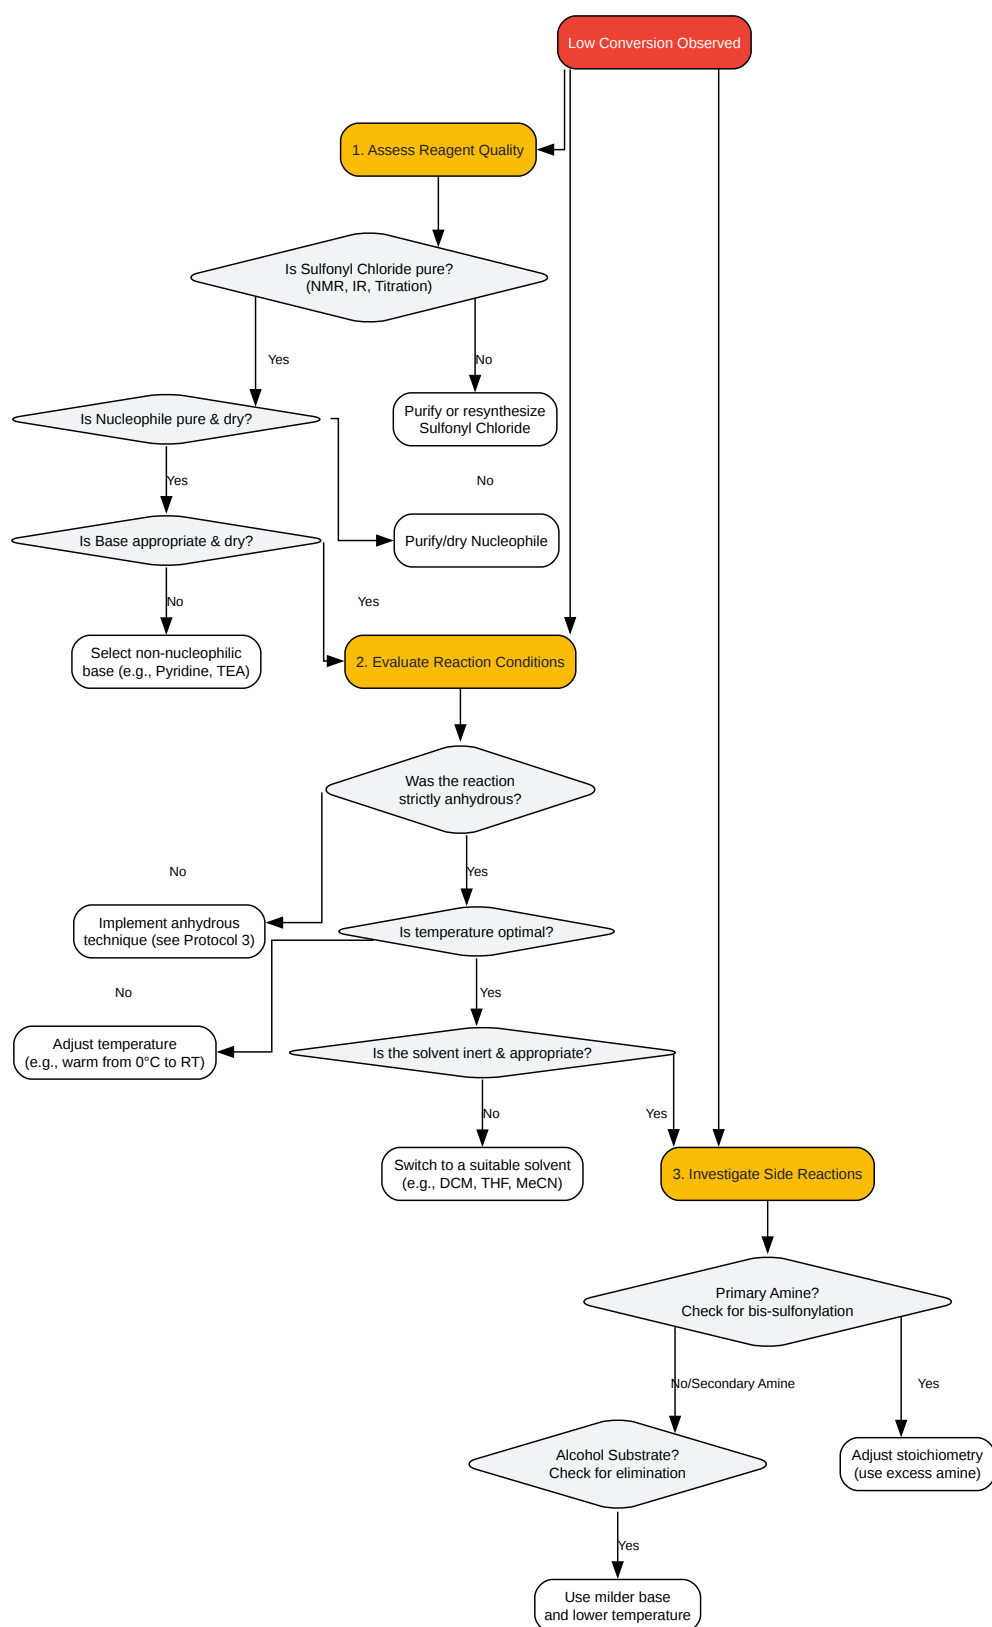 Low Conversion Observed
1. Assess Reagent Quality
Is Sulfonyl Chloride pure?
(NMR, IR, Titration)
Yes
No
Is Nucleophile pure & dry?
Purify or resynthesize
Sulfonyl Chloride
Yes
No
Is Base appropriate & dry?
Purify/dry Nucleophile
No
Yes
Select non-nucleophilic
base (e.g., Pyridine, TEA)
2. Evaluate Reaction Conditions
Was the reaction
strictly anhydrous?
No
Yes
Implement anhydrous
technique (see Protocol 3)
Is temperature optimal?
No
Yes
Adjust temperature
(e.g., warm from 0°C to RT)
Is the solvent inert & appropriate?
No
Yes
Switch to a suitable solvent
(e.g., DCM, THF, MeCN)
3. Investigate Side Reactions
Primary Amine?
Check for bis-sulfonylation
No/Secondary Amine
Yes
Alcohol Substrate?
Check for elimination
Adjust stoichiometry
(use excess amine)
Yes
Use milder base
and lower temperature